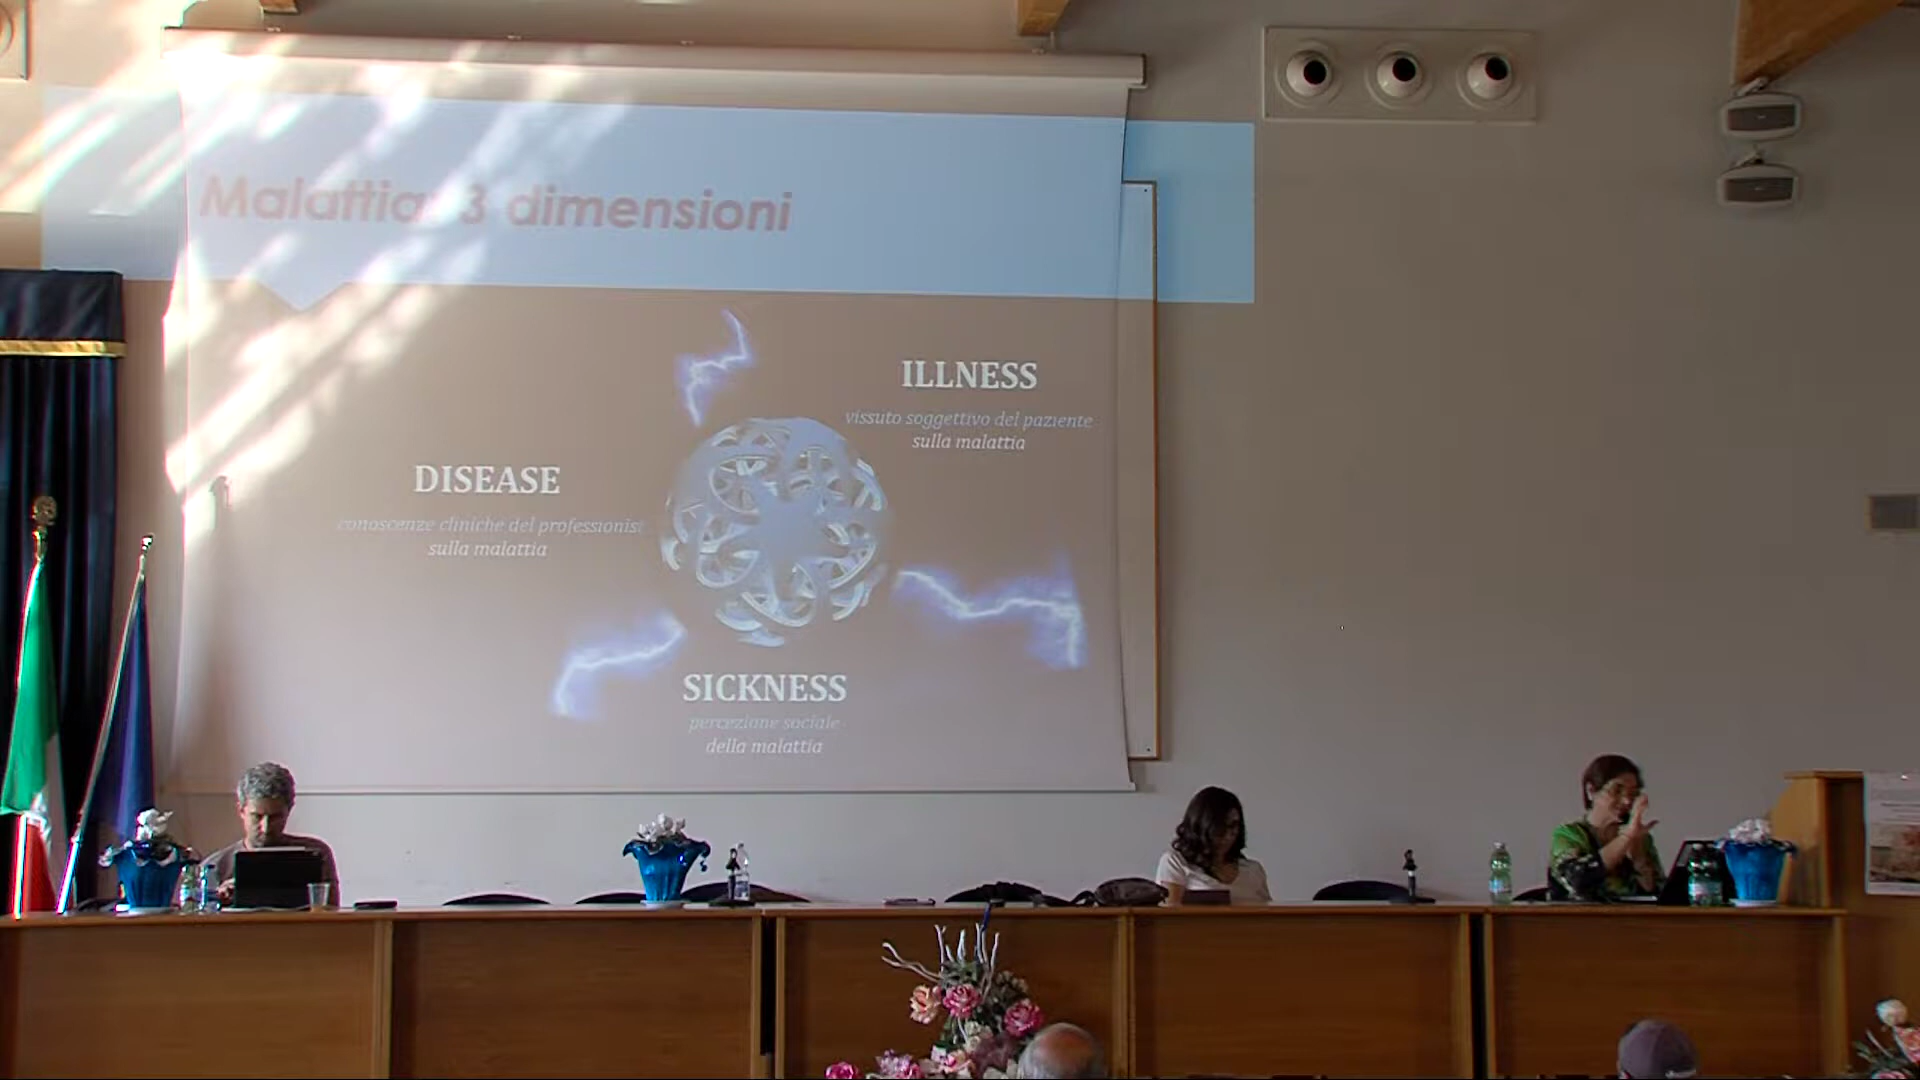 Malattia: 3 dimensioni
ILLNESS
vissuto soggettivo del paziente
sulla malattia
DISEASE
conoscenze cliniche del professionist
sulla malattia
SICKNESS
percezione sociale
della malattia